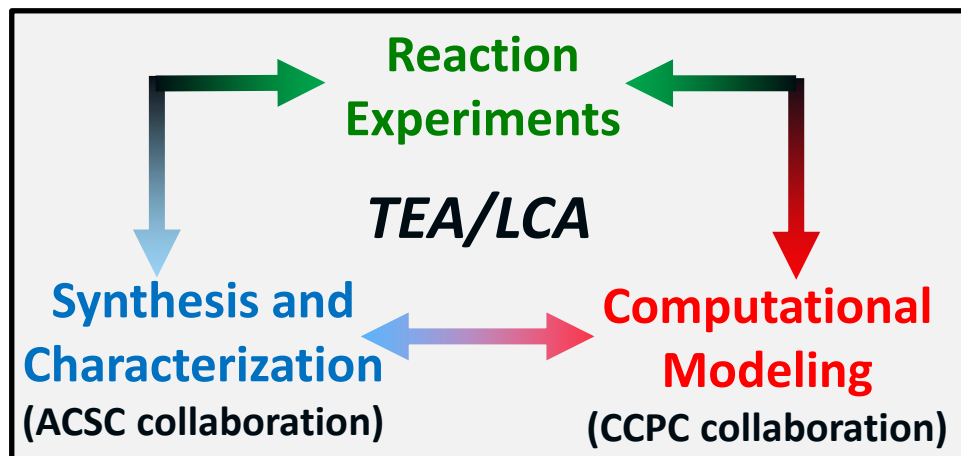 Reaction
Experiments
TEA/LCA
Synthesis and
Characterization
(ACSC collaboration)
Computational
Modeling
(CCPC collaboration)